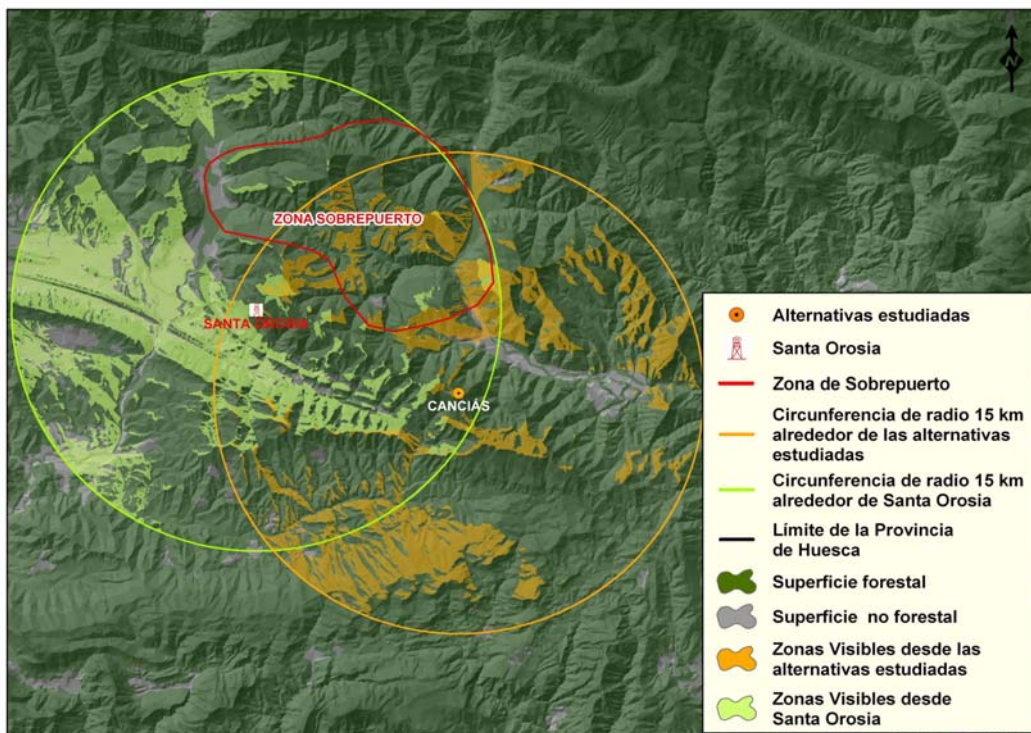 N
ZONA SOBREPUERTO
SANTA OROSIA
CANCIÁS
Alternativas estudiadas
Santa Orosia
Zona de Sobrepuerto
Circunferencia de radio 15 km
alrededor de las alternativas
estudiadas
Circunferencia de radio 15 km
alrededor de Santa Orosia
Límite de la Provincia
de Huesca
Superficie forestal
Superficie no forestal
Zonas Visibles desde las
alternativas estudiadas
Zonas Visibles desde
Santa Orosia